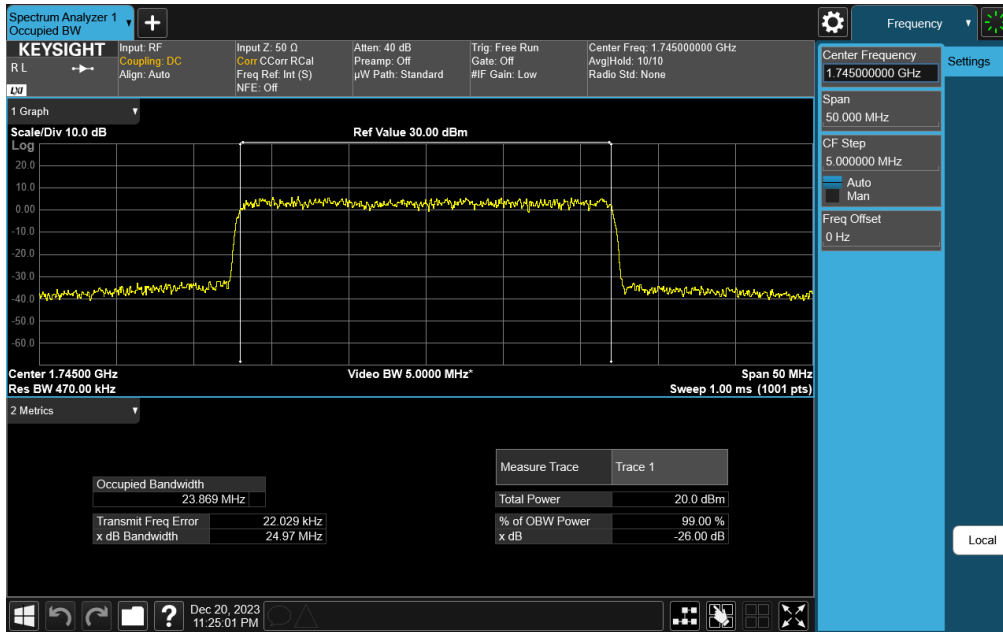 Spectrum Analyzer 1
Occupied BW
Frequency
KEYSIGHT
R L
LXI
Input: RF
Coupling: DC
Align: Auto
Input Z: 50 Ω
Corr CCorr RCal
Freq Ref: Int (S)
NFE: Off
Atten: 40 dB
Preamp: Off
µW Path: Standard
Trig: Free Run
Gate: Off
#IF Gain: Low
Center Freq: 1.745000000 GHz
Avg|Hold: 10/10
Radio Std: None
Center Frequency
1.745000000 GHz
Settings
Span
50.000 MHz
CF Step
5.000000 MHz
Auto
Man
Freq Offset
0 Hz
1 Graph
Scale/Div 10.0 dB
Ref Value 30.00 dBm
Log
20.0
10.0
0.00
-10.0
-20.0
-30.0
-40.0
-50.0
-60.0
Center 1.74500 GHz
Video BW 5.0000 MHz*
Span 50 MHz
Res BW 470.00 kHz
Sweep 1.00 ms (1001 pts)
2 Metrics
Measure Trace
Trace 1
Occupied Bandwidth
23.869 MHz
Total Power
20.0 dBm
Transmit Freq Error
22.029 kHz
% of OBW Power
99.00 %
x dB Bandwidth
24.97 MHz
x dB
-26.00 dB
Local
?
Dec 20, 2023
11:25:01 PM